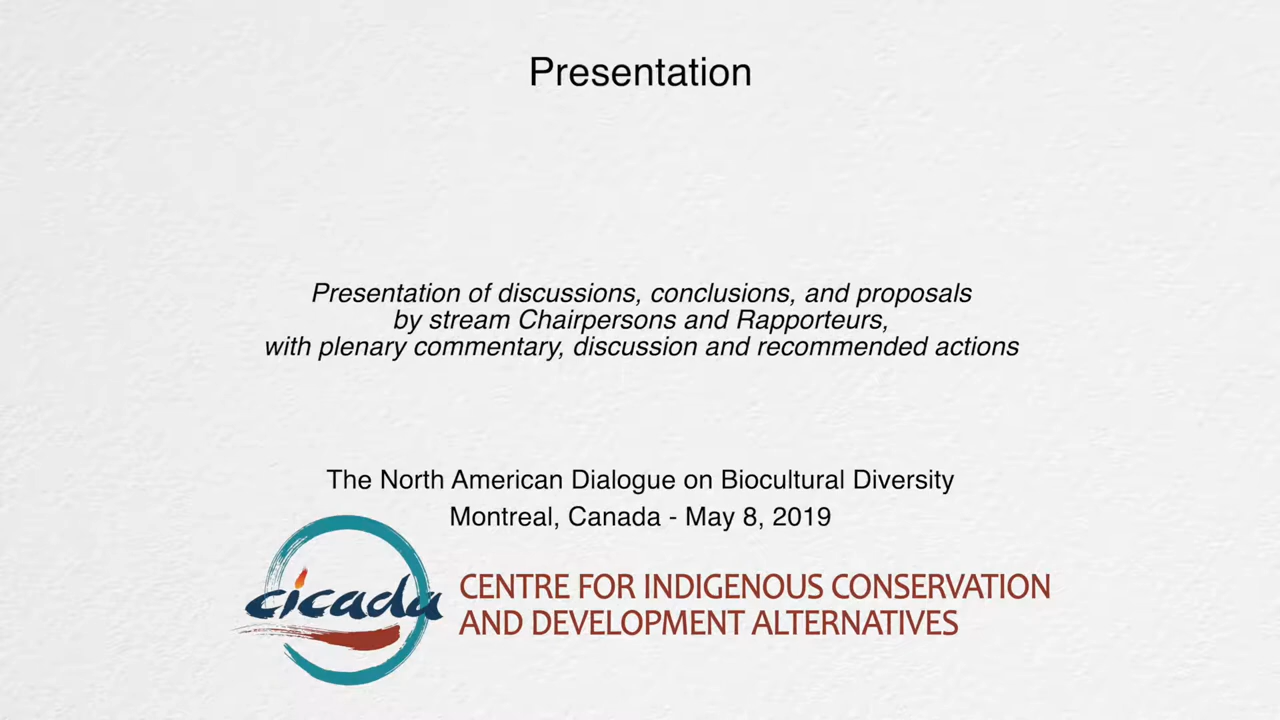 Presentation
Presentation of discussions, conclusions, and proposals
by stream Chairpersons and Rapporteurs,
with plenary commentary, discussion and recommended actions
The North American Dialogue on Biocultural Diversity
Montreal, Canada - May 8, 2019
cicada
CENTRE FOR INDIGENOUS CONSERVATION
AND DEVELOPMENT ALTERNATIVES